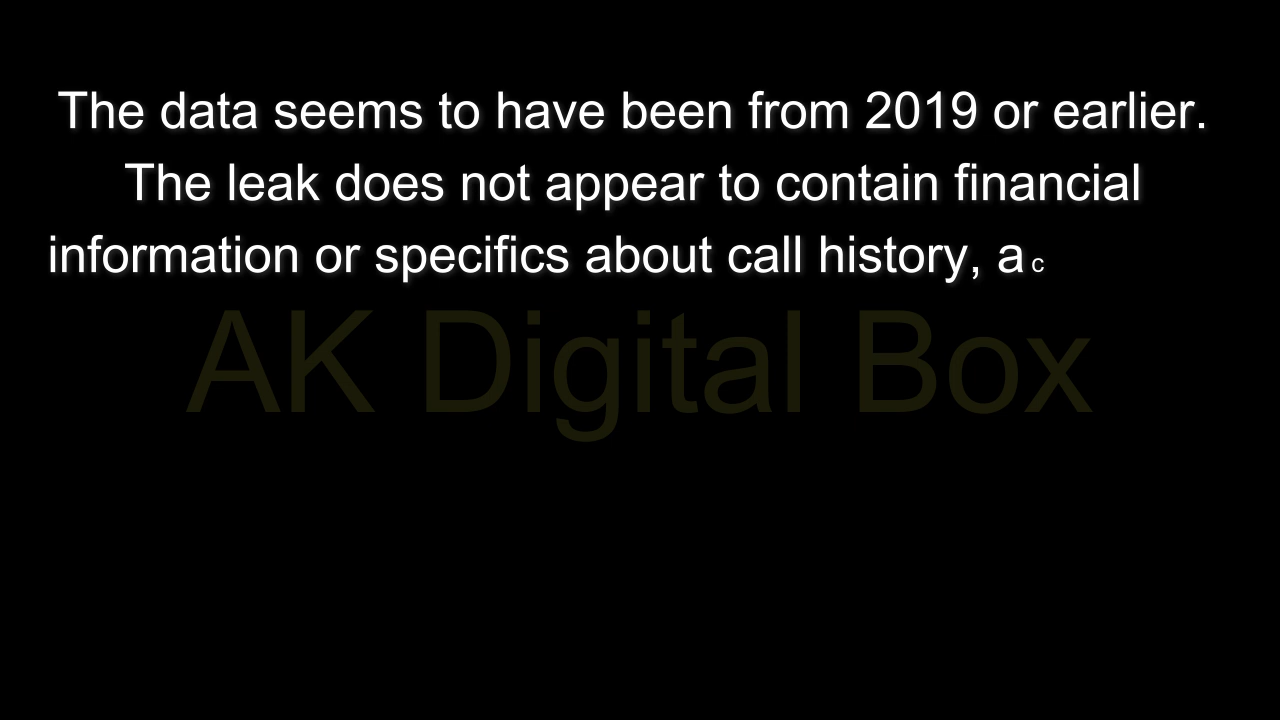 The data seems to have been from 2019 or earlier.
The leak does not appear to contain financial
information or specifics about call history, a c
AK Digital Box